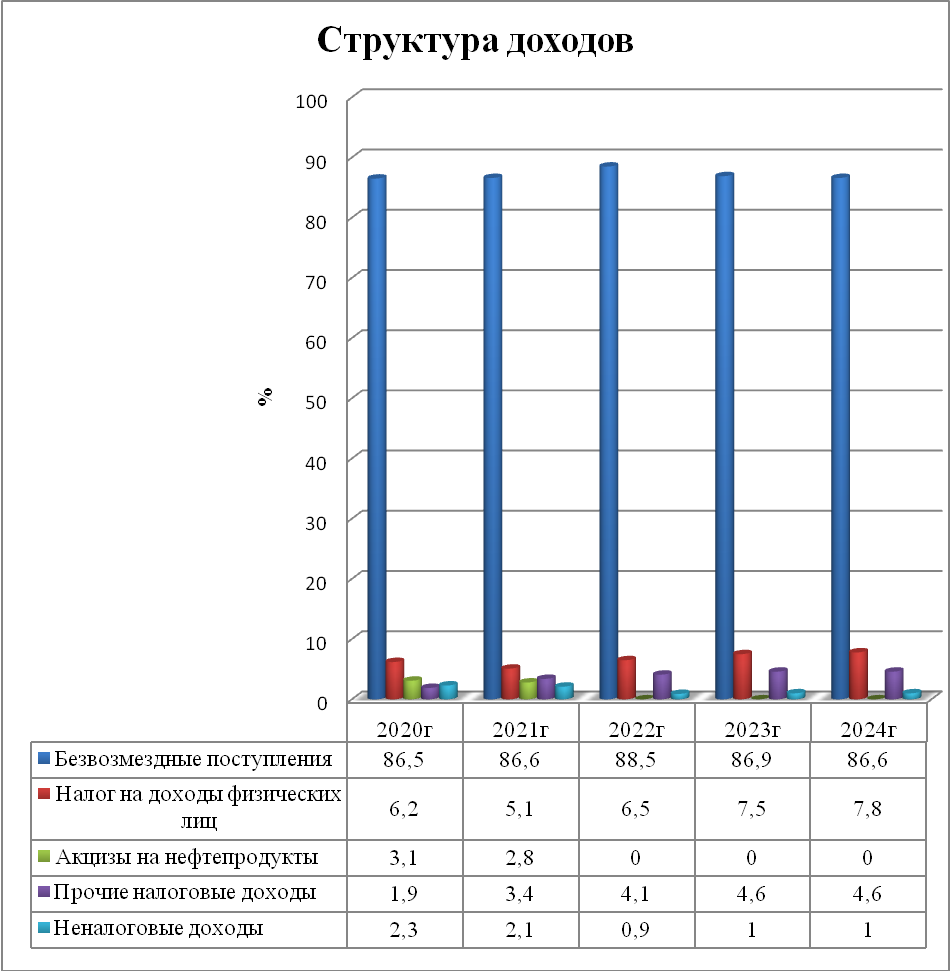 Структура доходов
100
90
80
70
60
50
40
30
20
10
0
%
2020г 2021г 2022г 2023г 2024г
Безвозмездные поступления 86,5 86,6 88,5 86,9 86,6
Налог на доходы физических
лиц 6,2 5,1 6,5 7,5 7,8
Акцизы на нефтепродукты 3,1 2,8 0 0 0
Прочие налоговые доходы 1,9 3,4 4,1 4,6 4,6
Неналоговые доходы 2,3 2,1 0,9 1 1